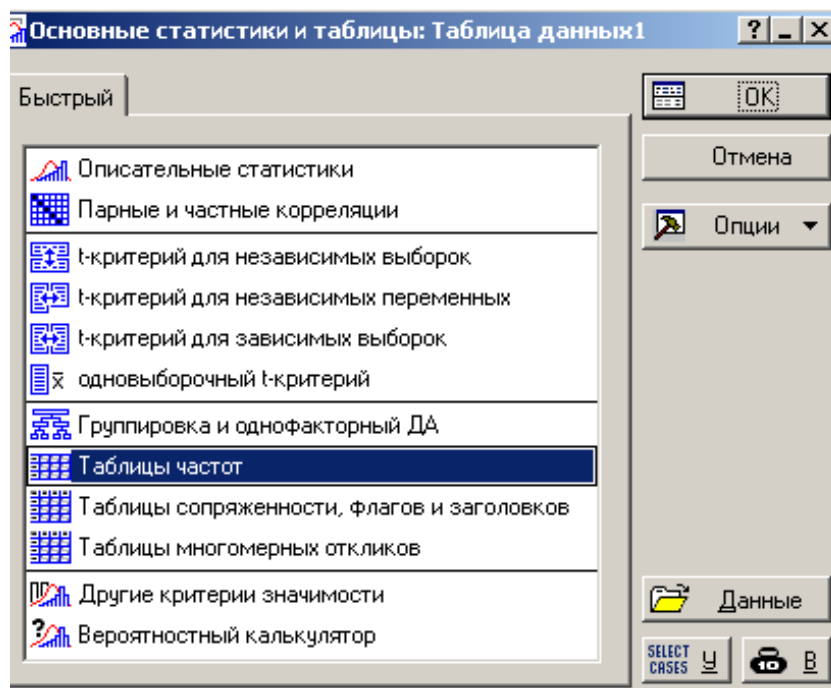 Основные статистики и таблицы: Таблица данных1
Быстрый
Описательные статистики
Парные и частные корреляции
t-критерий для независимых выборок
t-критерий для независимых переменных
t-критерий для зависимых выборок
x одновыборочный t-критерий
Группировка и однофакторный ДА
Таблицы частот
Таблицы сопряженности, флагов и заголовков
Таблицы многомерных откликов
Другие критерии значимости
Вероятностный калькулятор
OK
Отмена
Опции
Данные
SELECT
CASES У В